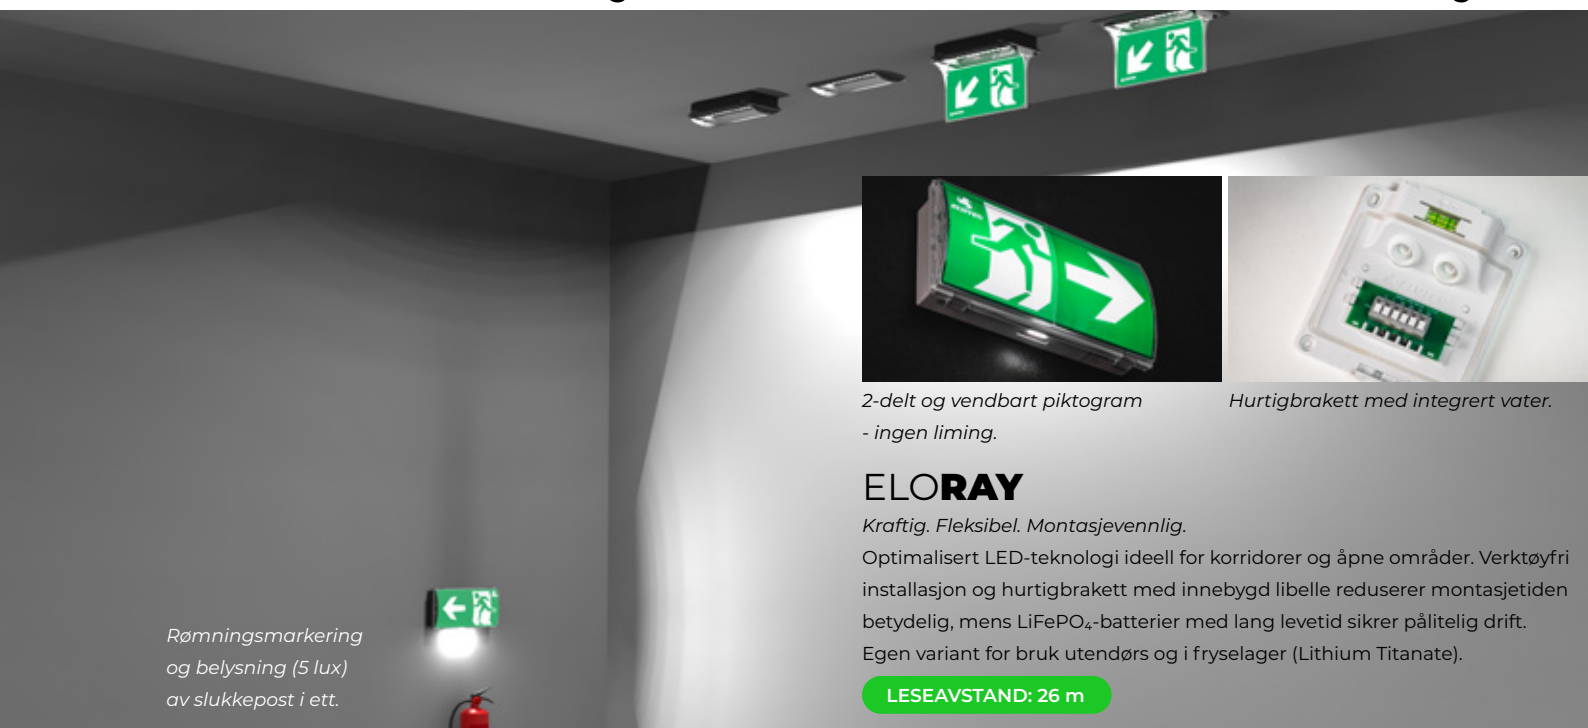 2-delt og vendbart piktogram
- ingen liming.
Hurtigbrakett med integrert vater.
ELORAY
Kraftig. Fleksibel. Montasjevennlig.
Optimalisert LED-teknologi ideell for korridorer og åpne områder. Verktøyfri
installasjon og hurtigbrakett med innebygd libelle reduserer montasjetiden
betydelig, mens LiFePO₄-batterier med lang levetid sikrer pålitelig drift.
Egen variant for bruk utendørs og i fryselager (Lithium Titanate).
LESEAVSTAND: 26 m
Rømningsmarkering
og belysning (5 lux)
av slukkepost i ett.